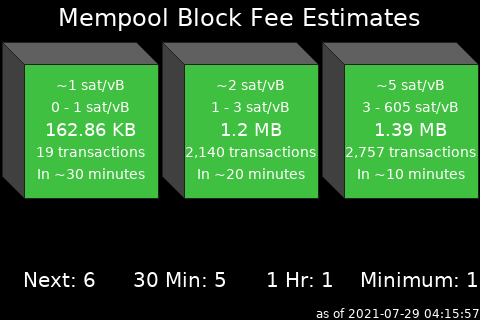 Mempool Block Fee Estimates
~1 sat/vB
0 - 1 sat/vB
162.86 KB
19 transactions
In ~30 minutes
~2 sat/vB
1 - 3 sat/vB
1.2 MB
2,140 transactions
In ~20 minutes
~5 sat/vB
3 - 605 sat/vB
1.39 MB
2,757 transactions
In ~10 minutes
Next: 6 30 Min: 5 1 Hr: 1 Minimum: 1
as of 2021-07-29 04:15:57